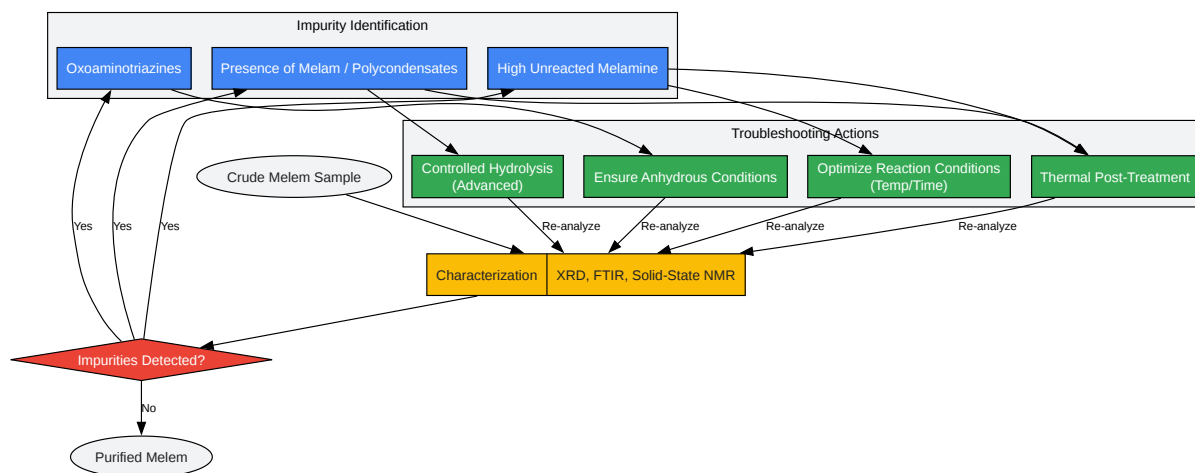 Impurity Identification
Oxoaminotriazines
Presence of Melam / Polycondensates
High Unreacted Melamine
Troubleshooting Actions
Controlled Hydrolysis
(Advanced)
Ensure Anhydrous Conditions
Optimize Reaction Conditions
(Temp/Time)
Thermal Post-Treatment
Crude Melem Sample
Yes
Yes
Yes
Re-analyze
Re-analyze
Re-analyze
Re-analyze
Characterization
XRD, FTIR, Solid-State NMR
Impurities Detected?
No
Purified Melem